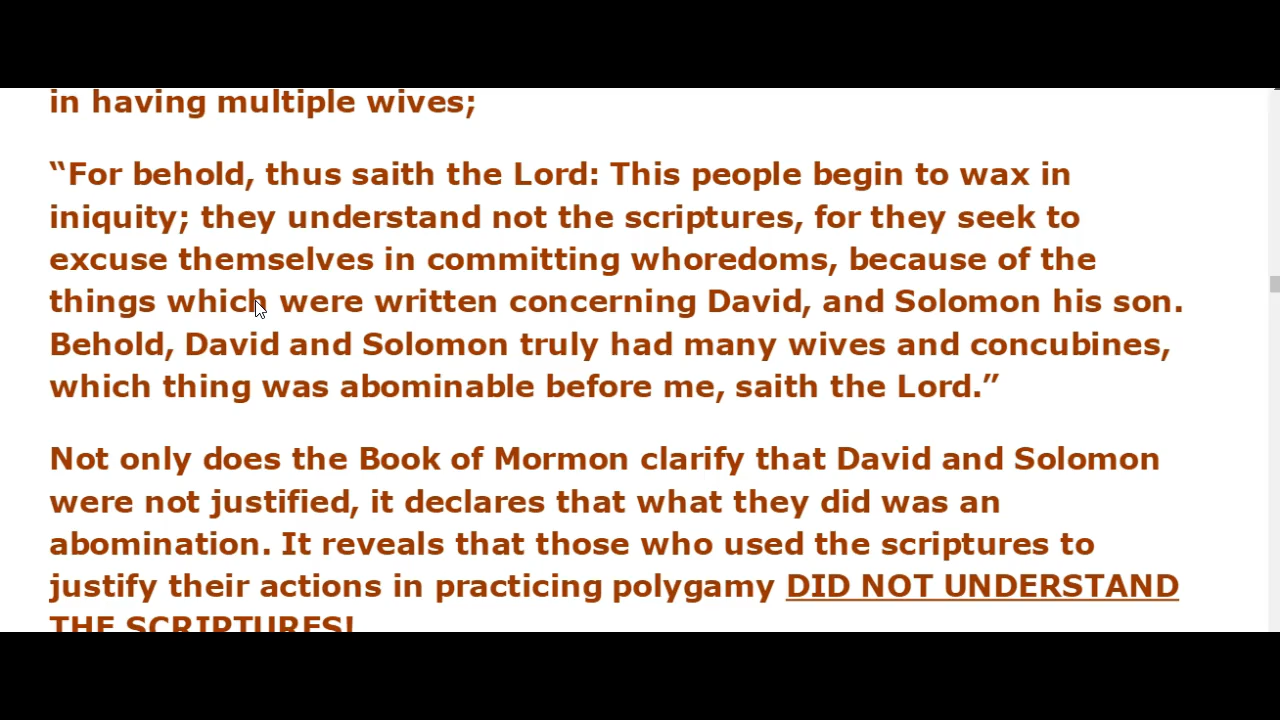 in having multiple wives;
“For behold, thus saith the Lord: This people begin to wax in
iniquity; they understand not the scriptures, for they seek to
excuse themselves in committing whoredoms, because of the
things which were written concerning David, and Solomon his son.
Behold, David and Solomon truly had many wives and concubines,
which thing was abominable before me, saith the Lord.”
Not only does the Book of Mormon clarify that David and Solomon
were not justified, it declares that what they did was an
abomination. It reveals that those who used the scriptures to
justify their actions in practicing polygamy DID NOT UNDERSTAND
THE SCRIPTURES!